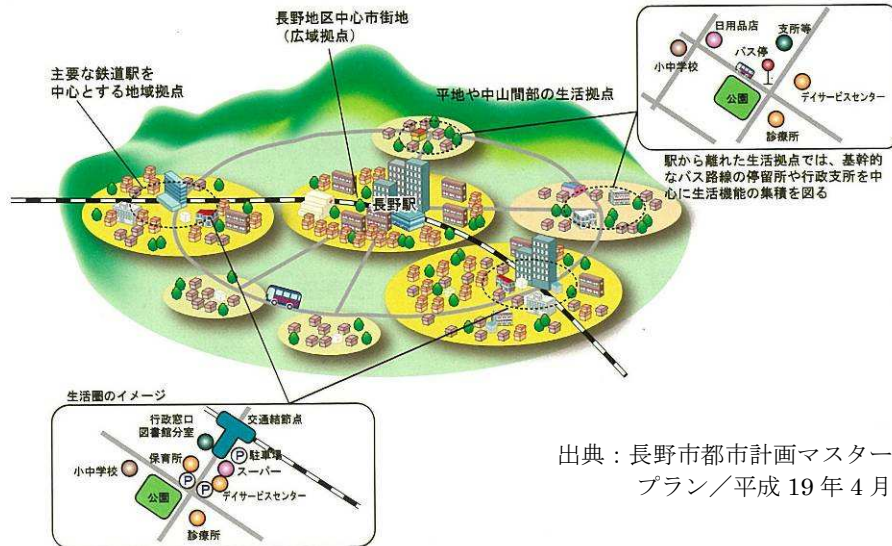 長野地区中心市街地
(広域拠点)
主要な鉄道駅を
中心とする地域拠点
平地や中山間部の生活拠点
長野駅
日用品店
支所等
小中学校
バス停
公園
デイサービスセンター
診療所
駅から離れた生活拠点では、基幹的
なバス路線の停留所や行政支所を中
心に生活機能の集積を図る
生活圏のイメージ
行政窓口
図書館分室
交通結節点
保育所
P 駐車場
小中学校
スーパー
P
P
デイサービスセンター
公園
診療所
出典:長野市都市計画マスター
プラン/平成 19 年 4 月